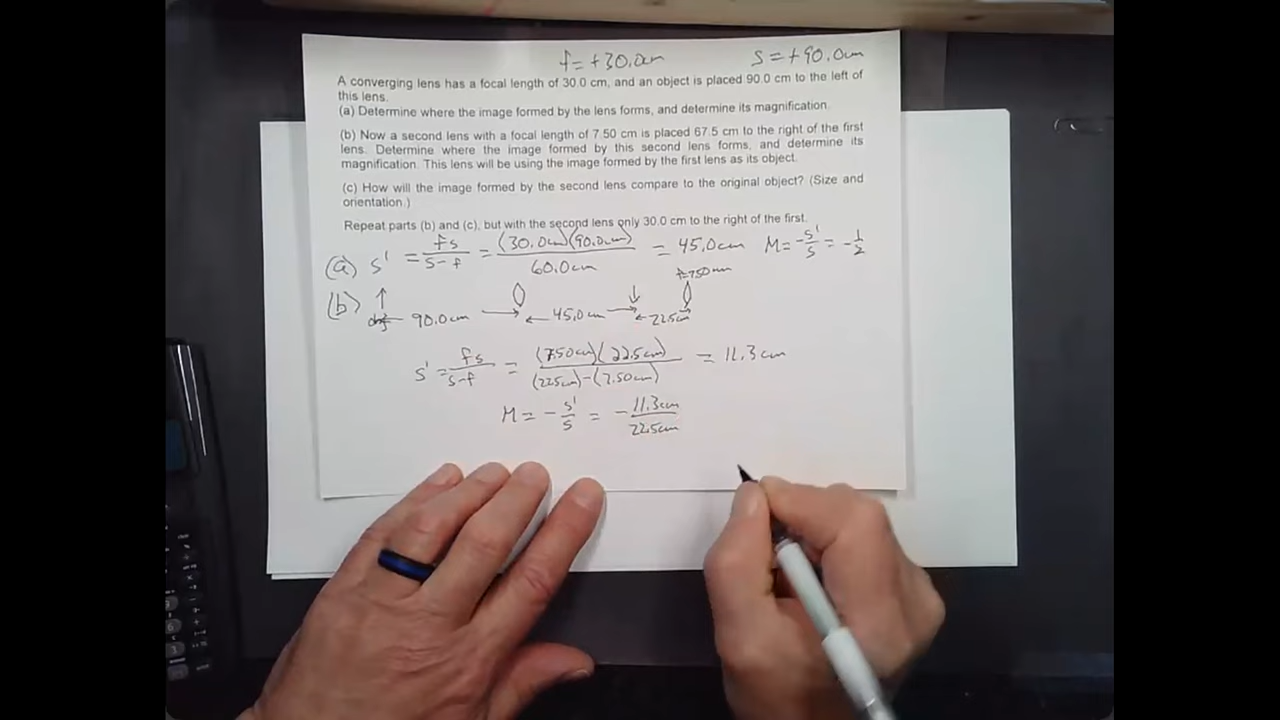 f = +30.0cm s = +90.0cm
A converging lens has a focal length of 30.0 cm, and an object is placed 90.0 cm to the left of
this lens.
(a) Determine where the image formed by the lens forms, and determine its magnification.
(b) Now a second lens with a focal length of 7.50 cm is placed 67.5 cm to the right of the first
lens. Determine where the image formed by this second lens forms, and determine its
magnification. This lens will be using the image formed by the first lens as its object.
(c) How will the image formed by the second lens compare to the original object? (Size and
orientation.)
Repeat parts (b) and (c), but with the second lens only 30.0 cm to the right of the first.
(a) s' = fs/s-f = (30.0cm)(90.0cm)/60.0cm = 45.0cm M = -s'/s = -1/2
(b) obj 90.0cm 45.0cm 22.5cm
s' = fs/s-f = (7.50cm)(22.5cm)/(22.5cm)-(7.50cm) = 11.3cm
M = -s'/s = -11.3cm/22.5cm